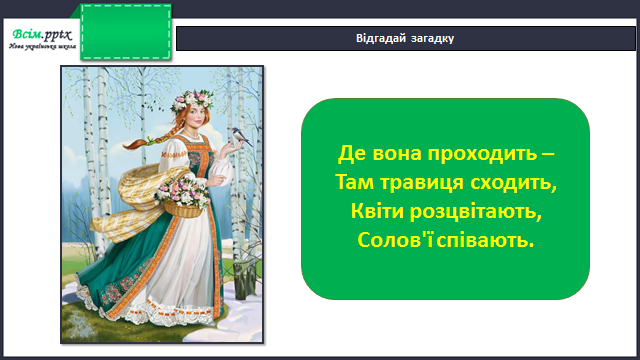 Всім.pptx
Нова українська школа
Відгадай загадку
Де вона проходить –
Там травиця сходить,
Квіти розцвітають,
Солов'ї співають.